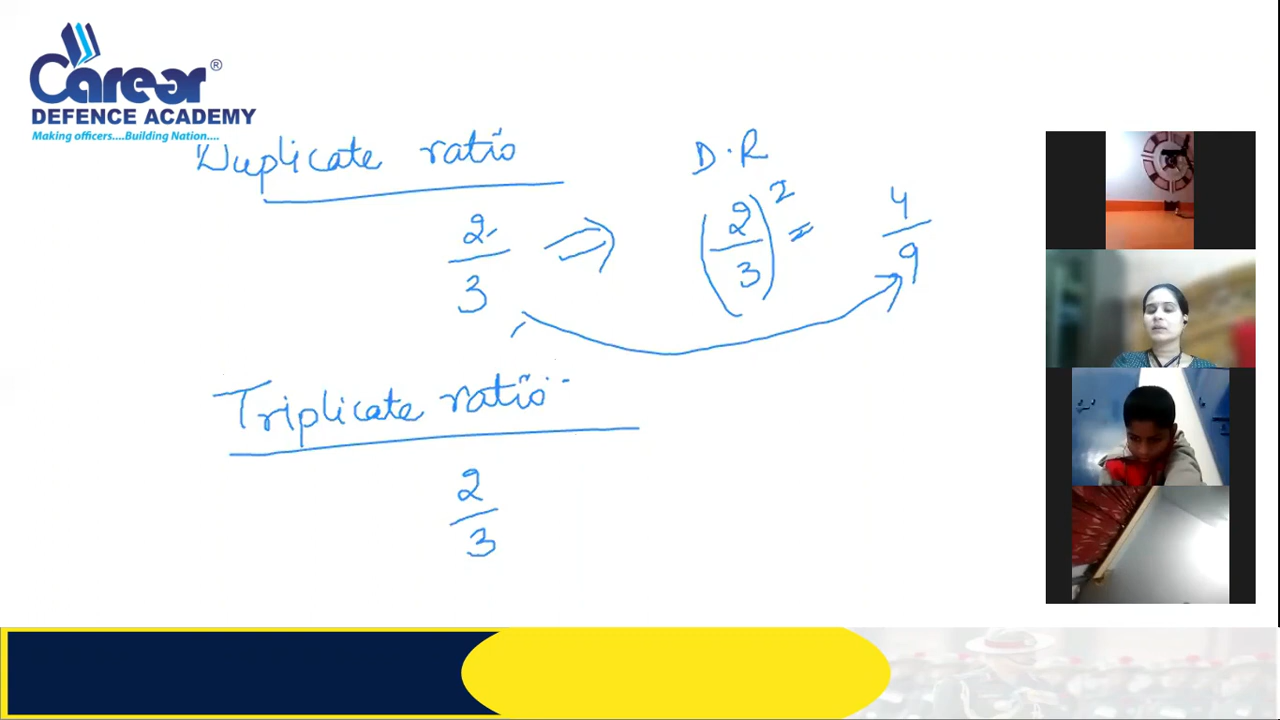 Carear®
DEFENCE ACADEMY
Making officers....Building Nation....
Duplicate ratio
D.R
2/3 ⇒ (2/3)² = 4/9
Triplicate ratio
2/3